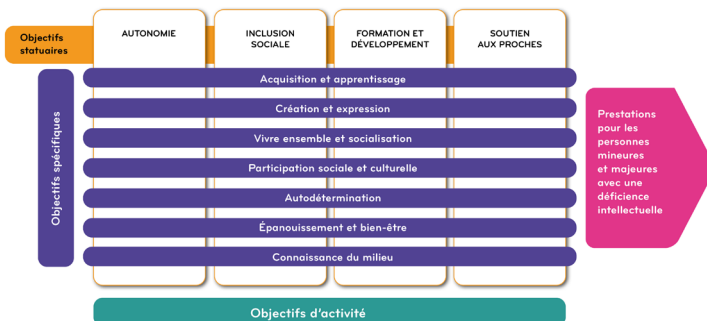 Objectifs
statuaires
AUTONOMIE
INCLUSION
SOCIALE
FORMATION ET
DÉVELOPPEMENT
SOUTIEN
AUX PROCHES
Objectifs spécifiques
Acquisition et apprentissage
Création et expression
Vivre ensemble et socialisation
Participation sociale et culturelle
Autodétermination
Épanouissement et bien-être
Connaissance du milieu
Prestations
pour les
personnes
mineures
et majeures
avec une
déficience
intellectuelle
Objectifs d'activité